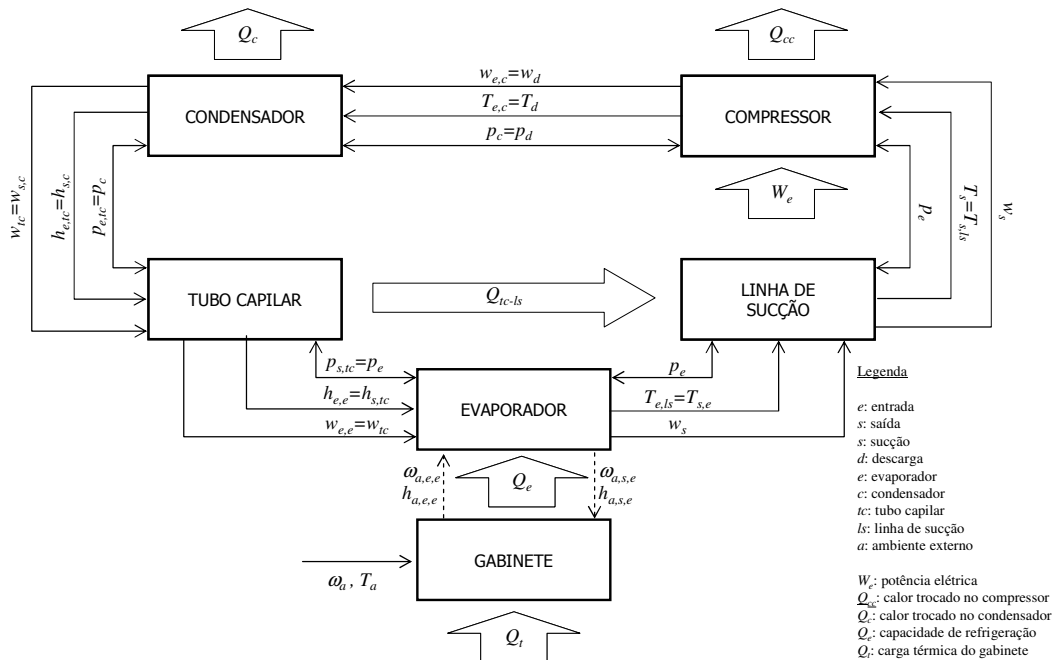 Q_c
Q_cc
w_e,c=w_d
T_e,c=T_d
p_c=p_d
CONDENSADOR
COMPRESSOR
W_e
w_tc=w_s,c
h_e,tc=h_s,c
p_e,tc=p_c
p_e
T_s=T_s,ls
w_s
TUBO CAPILAR
Q_tc-ls
LINHA DE
SUCÇÃO
p_s,tc=p_e
h_e,e=h_s,tc
w_e,e=w_tc
EVAPORADOR
p_e
T_e,ls=T_s,e
w_s
ω_a,e,e
h_a,e,e
Q_e
ω_a,s,e
h_a,s,e
GABINETE
ω_a , T_a
Q_t
Legenda
e: entrada
s: saída
s: sucção
d: descarga
e: evaporador
c: condensador
tc: tubo capilar
ls: linha de sucção
a: ambiente externo
W_e: potência elétrica
Q_cc: calor trocado no compressor
Q_c: calor trocado no condensador
Q_e: capacidade de refrigeração
Q_t: carga térmica do gabinete